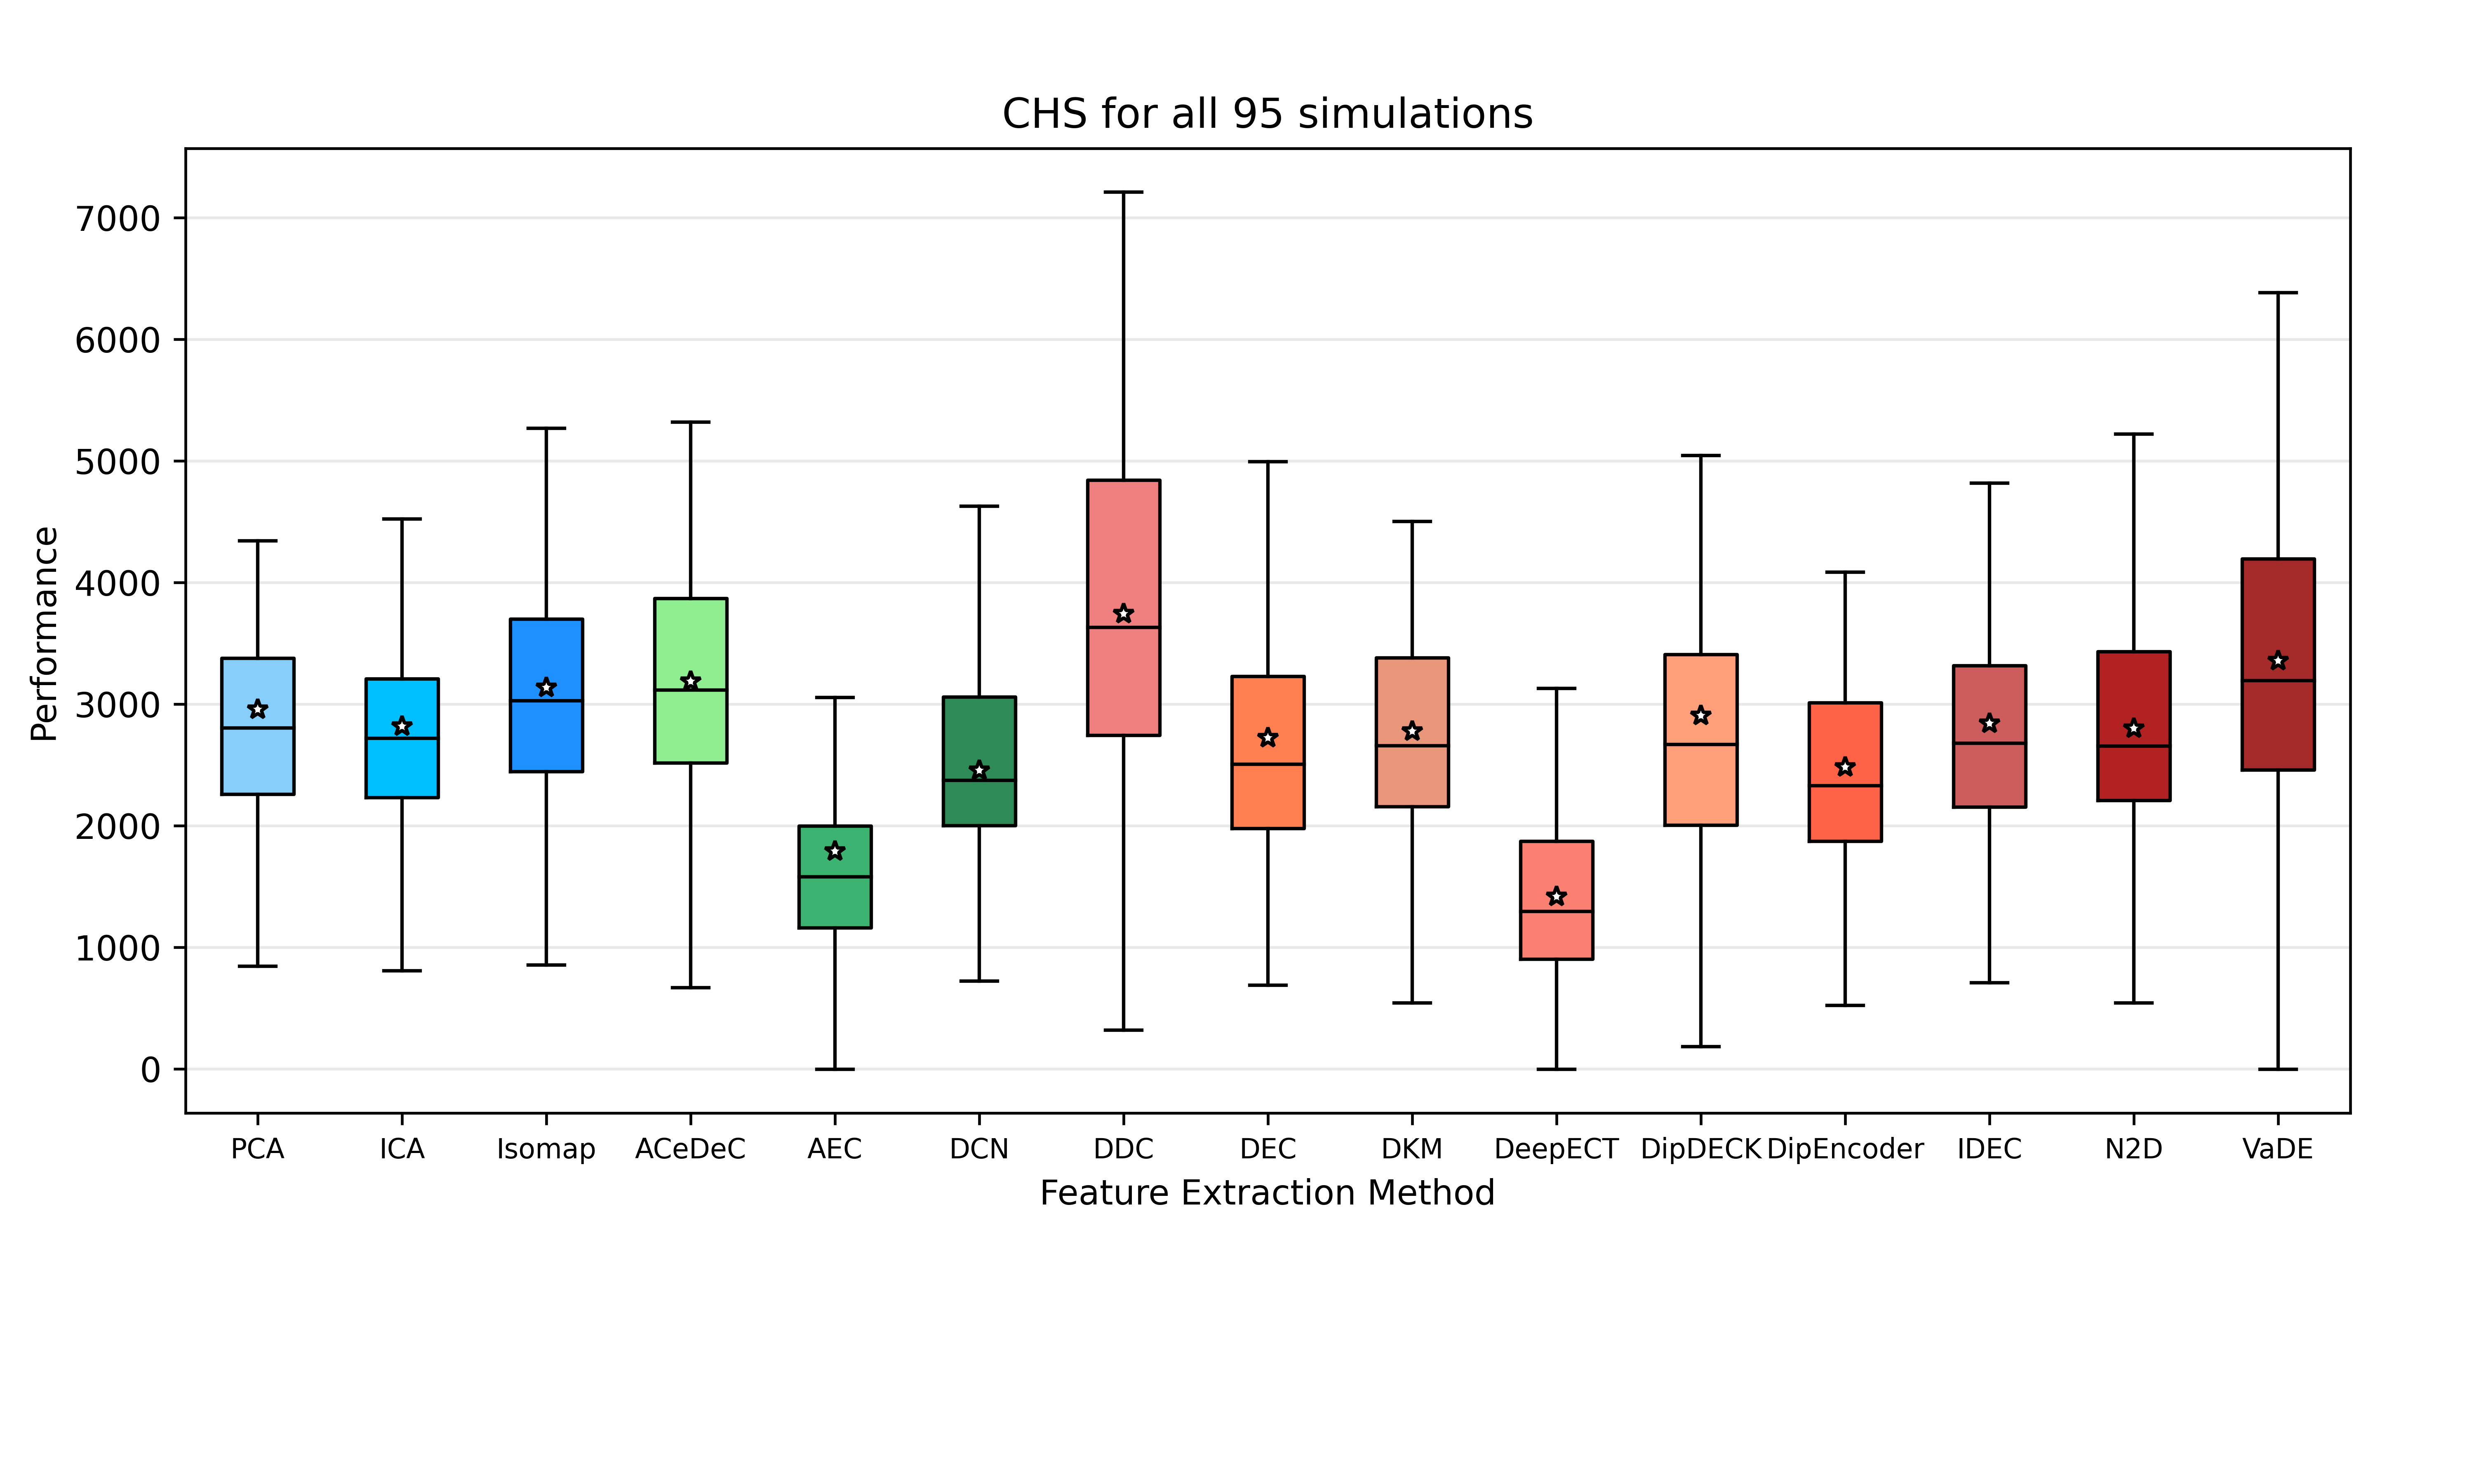 CHS for all 95 simulations
Performance
7000
6000
5000
4000
3000
2000
1000
0
PCA ICA Isomap ACeDeC AEC DCN DDC DEC DKM DeepECT DipDECK DipEncoder IDEC N2D VaDE
Feature Extraction Method